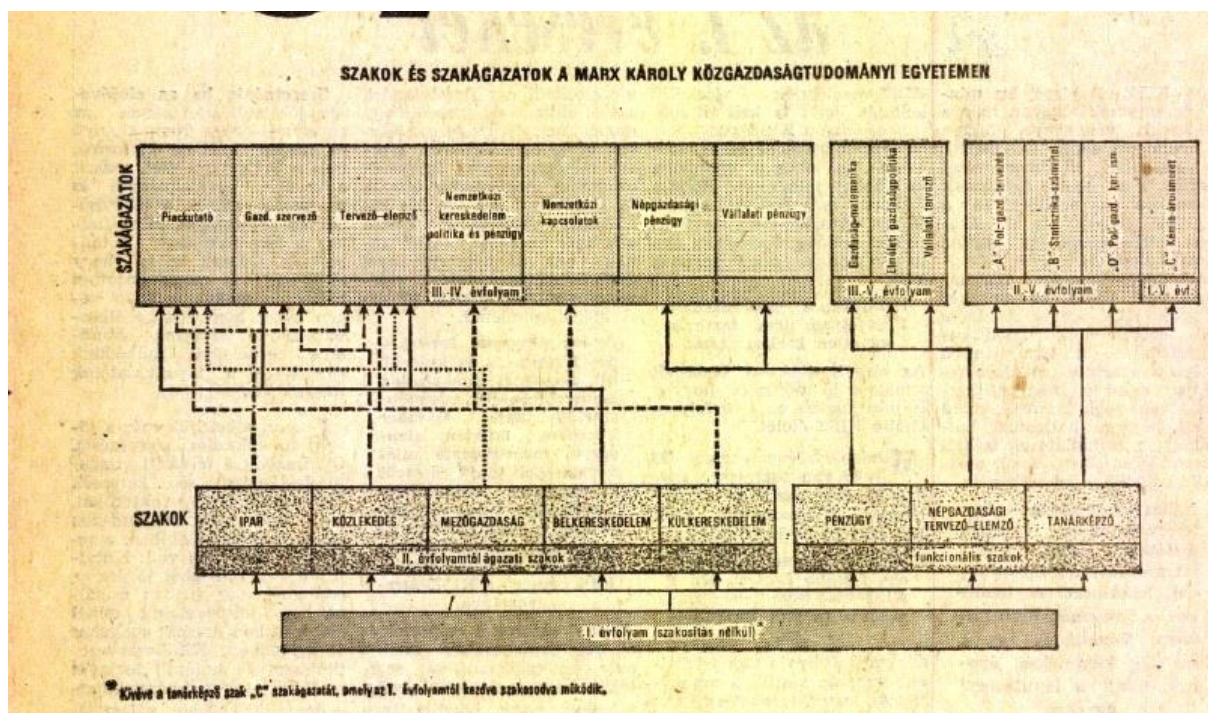 SZAKOK ÉS SZAKÁGAZATOK A MARX KÁROLY KÖZGAZDASÁGTUDOMÁNYI EGYETEMEN
SZAKÁGAZATOK
Piackutató
Gazd. szervező
Tervező-elemző
Nemzetközi
kereskedelem
politika és pénzügy
Nemzetközi
kapcsolatok
Népgazdasági
pénzügy
Vállalati pénzügy
Gazdaság-matematika
Elméleti gazdaságpolitika
Vállalati tervező
„A" Pol-gazd -tervezés
„B" Statisztika-számvitel
„D" Pol gazd - ker. ism.
„C" Kémia-áruismeret
III.-IV. évfolyam
III.-V. évfolyam
II.-V. évfolyam
I.-V. évf.
SZAKOK
IPAR
KÖZLEKEDÉS
MEZŐGAZDASÁG
BELKERESKEDELEM
KÜLKERESKEDELEM
PÉNZÜGY
NÉPGAZDASÁGI
TERVEZŐ-ELEMZŐ
TANÁRKÉPZŐ
II. évfolyamtól ágazati szakok
funkcionális szakok
I. évfolyam (szakosítás nélkül)*
* Kivéve a tanárképző szak „C" szakágazatát, amely az I. évfolyamtól kezdve szakosodva működik.